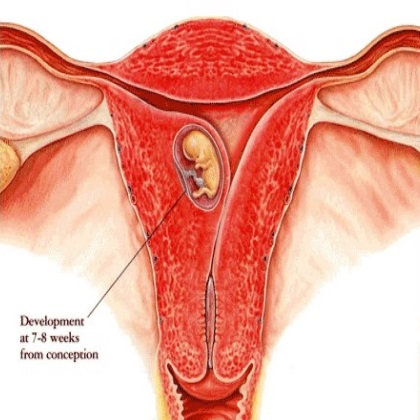 Development
at 7-8 weeks
from conception